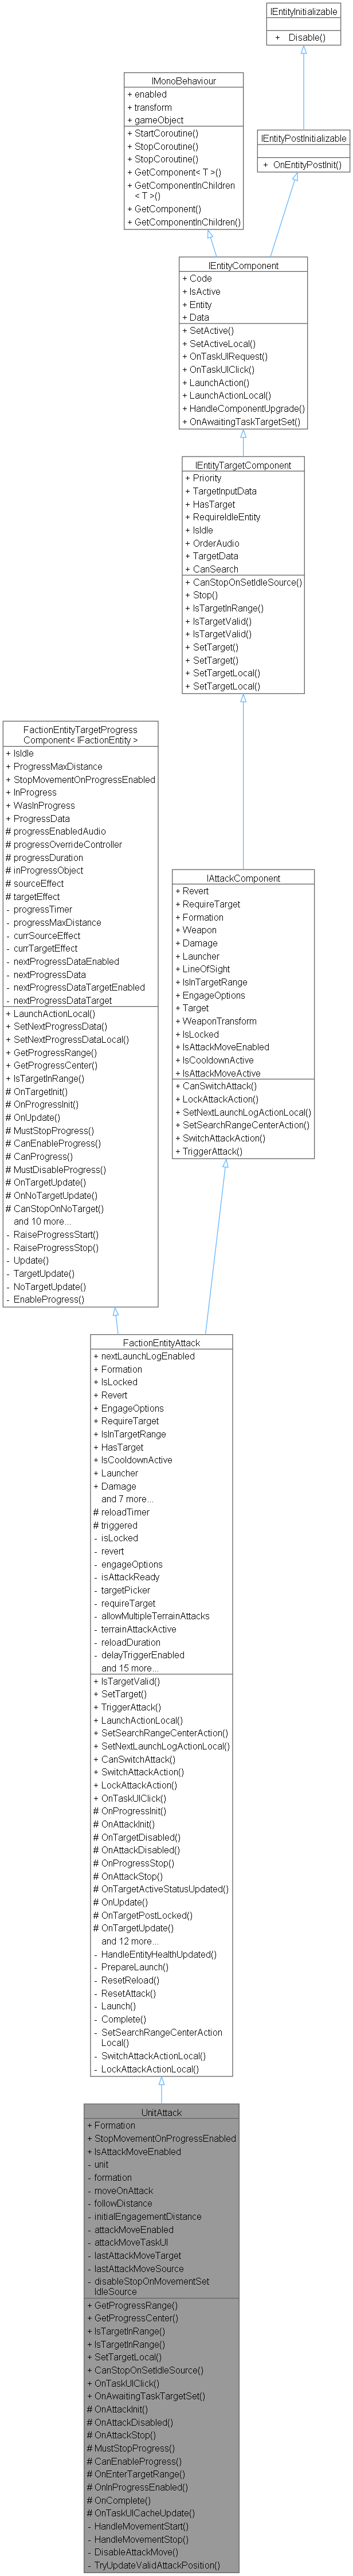 IEntityInitializable
+ Disable()
IEntityPostInitializable
+ OnEntityPostInit()
IMonoBehaviour
+ enabled
+ transform
+ gameObject
+ StartCoroutine()
+ StopCoroutine()
+ StopCoroutine()
+ GetComponent< T >()
+ GetComponentInChildren
< T >()
+ GetComponent()
+ GetComponentInChildren()
IEntityComponent
+ Code
+ IsActive
+ Entity
+ Data
+ SetActive()
+ SetActiveLocal()
+ OnTaskUIRequest()
+ OnTaskUIClick()
+ LaunchAction()
+ LaunchActionLocal()
+ HandleComponentUpgrade()
+ OnAwaitingTaskTargetSet()
IEntityTargetComponent
+ Priority
+ TargetInputData
+ HasTarget
+ RequireIdleEntity
+ IsIdle
+ OrderAudio
+ TargetData
+ CanSearch
+ CanStopOnSetIdleSource()
+ Stop()
+ IsTargetInRange()
+ IsTargetValid()
+ IsTargetValid()
+ SetTarget()
+ SetTarget()
+ SetTargetLocal()
+ SetTargetLocal()
FactionEntityTargetProgress
Component< IFactionEntity >
+ IsIdle
+ ProgressMaxDistance
+ StopMovementOnProgressEnabled
+ InProgress
+ WasInProgress
+ ProgressData
# progressEnabledAudio
# progressOverrideController
# progressDuration
# inProgressObject
# sourceEffect
# targetEffect
- progressTimer
- progressMaxDistance
- currSourceEffect
- currTargetEffect
- nextProgressDataEnabled
- nextProgressData
- nextProgressDataTargetEnabled
- nextProgressDataTarget
+ LaunchActionLocal()
+ SetNextProgressData()
+ SetNextProgressDataLocal()
+ GetProgressRange()
+ GetProgressCenter()
+ IsTargetInRange()
# OnTargetInit()
# OnProgressInit()
# OnUpdate()
# MustStopProgress()
# CanEnableProgress()
# CanProgress()
# MustDisableProgress()
# OnTargetUpdate()
# OnNoTargetUpdate()
# CanStopOnNoTarget()
and 10 more...
- RaiseProgressStart()
- RaiseProgressStop()
- Update()
- TargetUpdate()
- NoTargetUpdate()
- EnableProgress()
IAttackComponent
+ Revert
+ RequireTarget
+ Formation
+ Weapon
+ Damage
+ Launcher
+ LineOfSight
+ IsInTargetRange
+ EngageOptions
+ Target
+ WeaponTransform
+ IsLocked
+ IsAttackMoveEnabled
+ IsCooldownActive
+ IsAttackMoveActive
+ CanSwitchAttack()
+ LockAttackAction()
+ SetNextLaunchLogActionLocal()
+ SetSearchRangeCenterAction()
+ SwitchAttackAction()
+ TriggerAttack()
FactionEntityAttack
+ nextLaunchLogEnabled
+ Formation
+ IsLocked
+ Revert
+ EngageOptions
+ RequireTarget
+ IsInTargetRange
+ HasTarget
+ IsCooldownActive
+ Launcher
+ Damage
and 7 more...
# reloadTimer
# triggered
- isLocked
- revert
- engageOptions
- isAttackReady
- targetPicker
- requireTarget
- allowMultipleTerrainAttacks
- terrainAttackActive
- reloadDuration
- delayTriggerEnabled
and 15 more...
+ IsTargetValid()
+ SetTarget()
+ TriggerAttack()
+ LaunchActionLocal()
+ SetSearchRangeCenterAction()
+ SetNextLaunchLogActionLocal()
+ CanSwitchAttack()
+ SwitchAttackAction()
+ LockAttackAction()
+ OnTaskUIClick()
# OnProgressInit()
# OnAttackInit()
# OnTargetDisabled()
# OnAttackDisabled()
# OnProgressStop()
# OnAttackStop()
# OnTargetActiveStatusUpdated()
# OnUpdate()
# OnTargetPostLocked()
# OnTargetUpdate()
and 12 more...
- HandleEntityHealthUpdated()
- PrepareLaunch()
- ResetReload()
- ResetAttack()
- Launch()
- Complete()
- SetSearchRangeCenterAction
Local()
- SwitchAttackActionLocal()
- LockAttackActionLocal()
UnitAttack
+ Formation
+ StopMovementOnProgressEnabled
+ IsAttackMoveEnabled
- unit
- formation
- moveOnAttack
- followDistance
- initialEngagementDistance
- attackMoveEnabled
- attackMoveTaskUI
- lastAttackMoveTarget
- lastAttackMoveSource
- disableStopOnMovementSet
IdleSource
+ GetProgressRange()
+ GetProgressCenter()
+ IsTargetInRange()
+ IsTargetInRange()
+ SetTargetLocal()
+ CanStopOnSetIdleSource()
+ OnTaskUIClick()
+ OnAwaitingTaskTargetSet()
# OnAttackInit()
# OnAttackDisabled()
# OnAttackStop()
# MustStopProgress()
# CanEnableProgress()
# OnEnterTargetRange()
# OnInProgressEnabled()
# OnComplete()
# OnTaskUICacheUpdate()
- HandleMovementStart()
- HandleMovementStop()
- DisableAttackMove()
- TryUpdateValidAttackPosition()